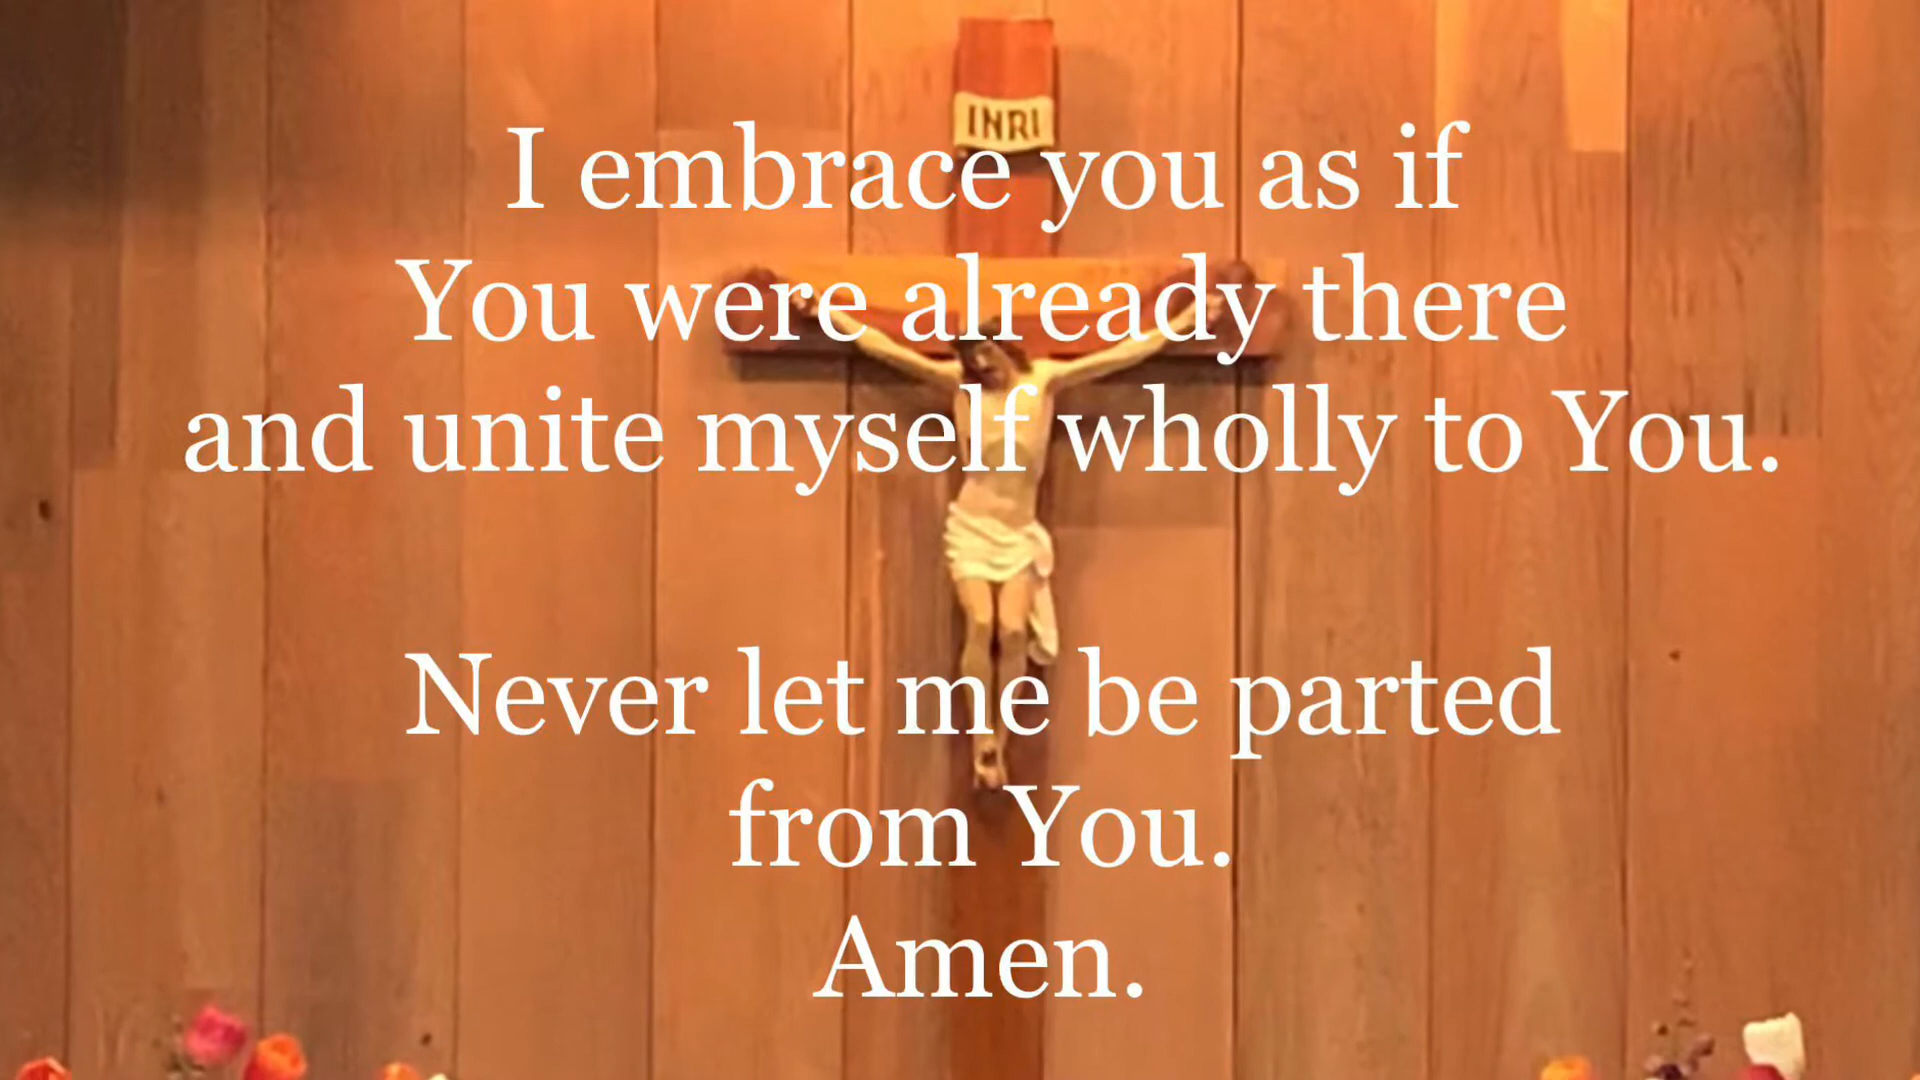 INRI
I embrace you as if
You were already there
and unite myself wholly to You.
Never let me be parted
from You.
Amen.